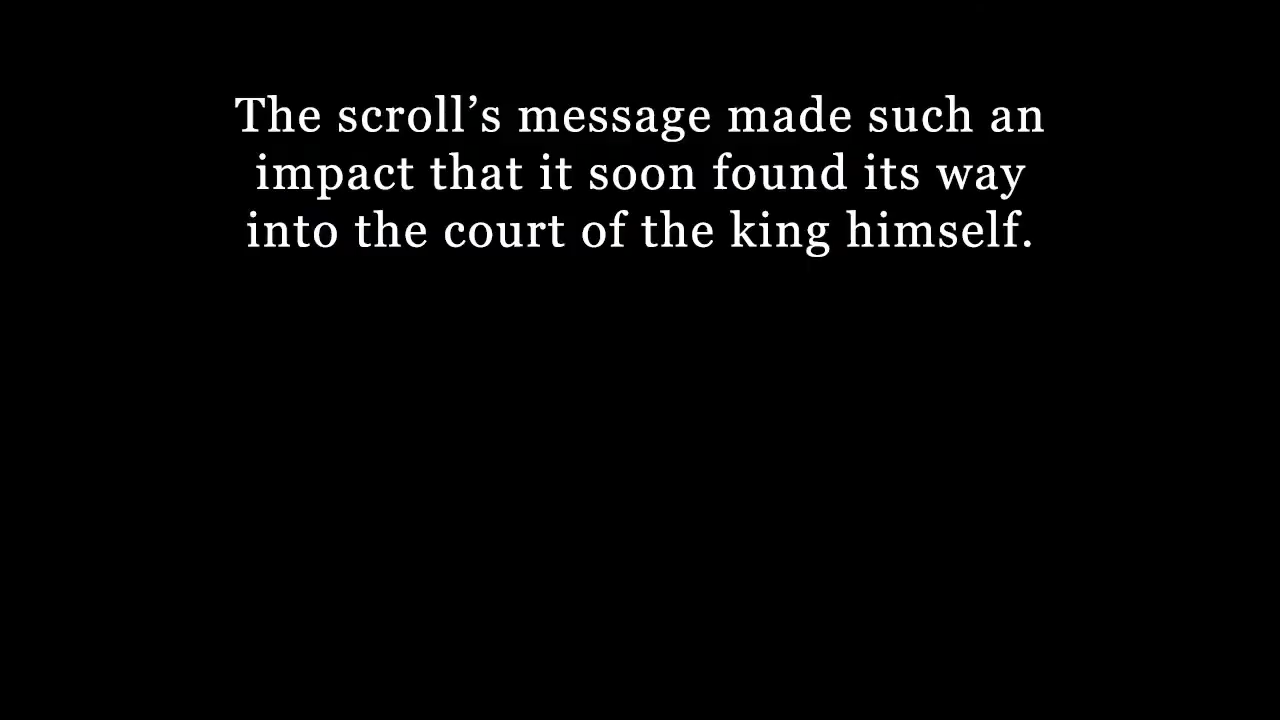 The scroll’s message made such an
impact that it soon found its way
into the court of the king himself.